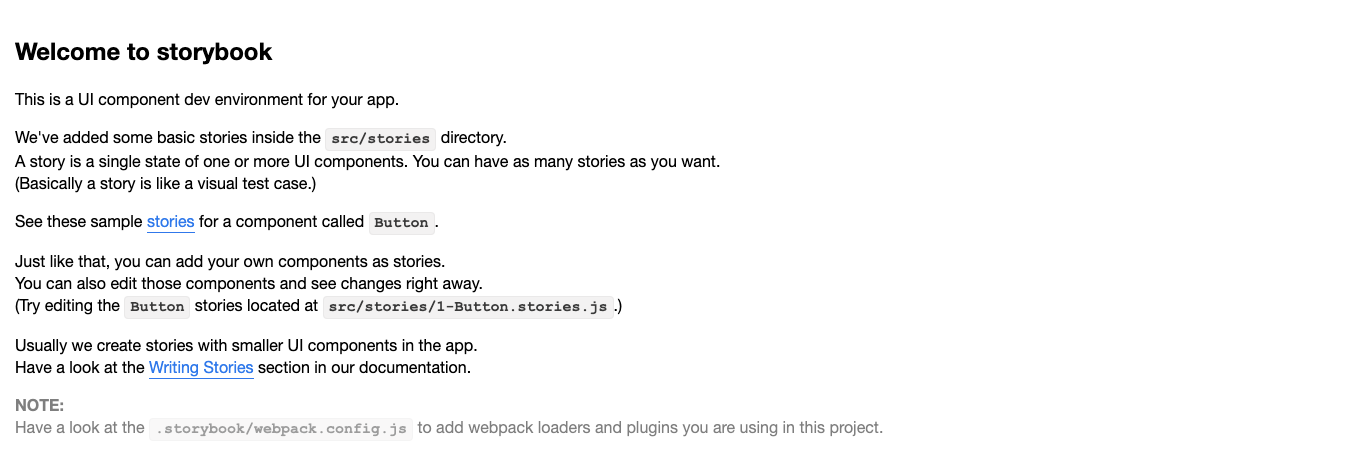 Welcome to storybook
This is a UI component dev environment for your app.
We've added some basic stories inside the src/stories directory.
A story is a single state of one or more UI components. You can have as many stories as you want.
(Basically a story is like a visual test case.)
See these sample stories for a component called Button.
Just like that, you can add your own components as stories.
You can also edit those components and see changes right away.
(Try editing the Button stories located at src/stories/1-Button.stories.js.)
Usually we create stories with smaller UI components in the app.
Have a look at the Writing Stories section in our documentation.
NOTE:
Have a look at the .storybook/webpack.config.js to add webpack loaders and plugins you are using in this project.